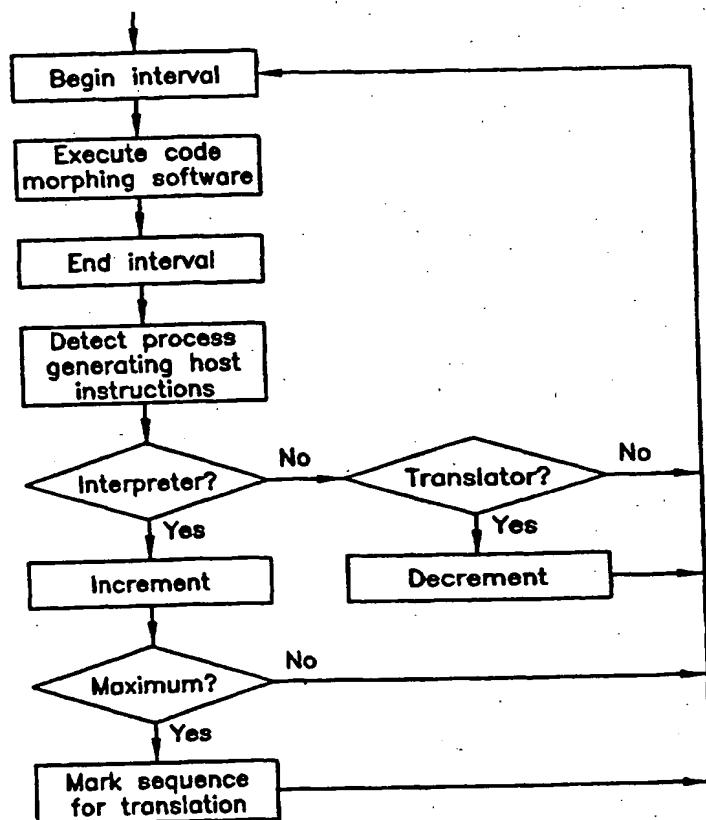 Begin interval
Execute code
morphing software
End interval
Detect process
generating host
instructions
Interpreter?
No
Translator?
No
Yes
Yes
Increment
Decrement
Maximum?
No
Yes
Mark sequence
for translation